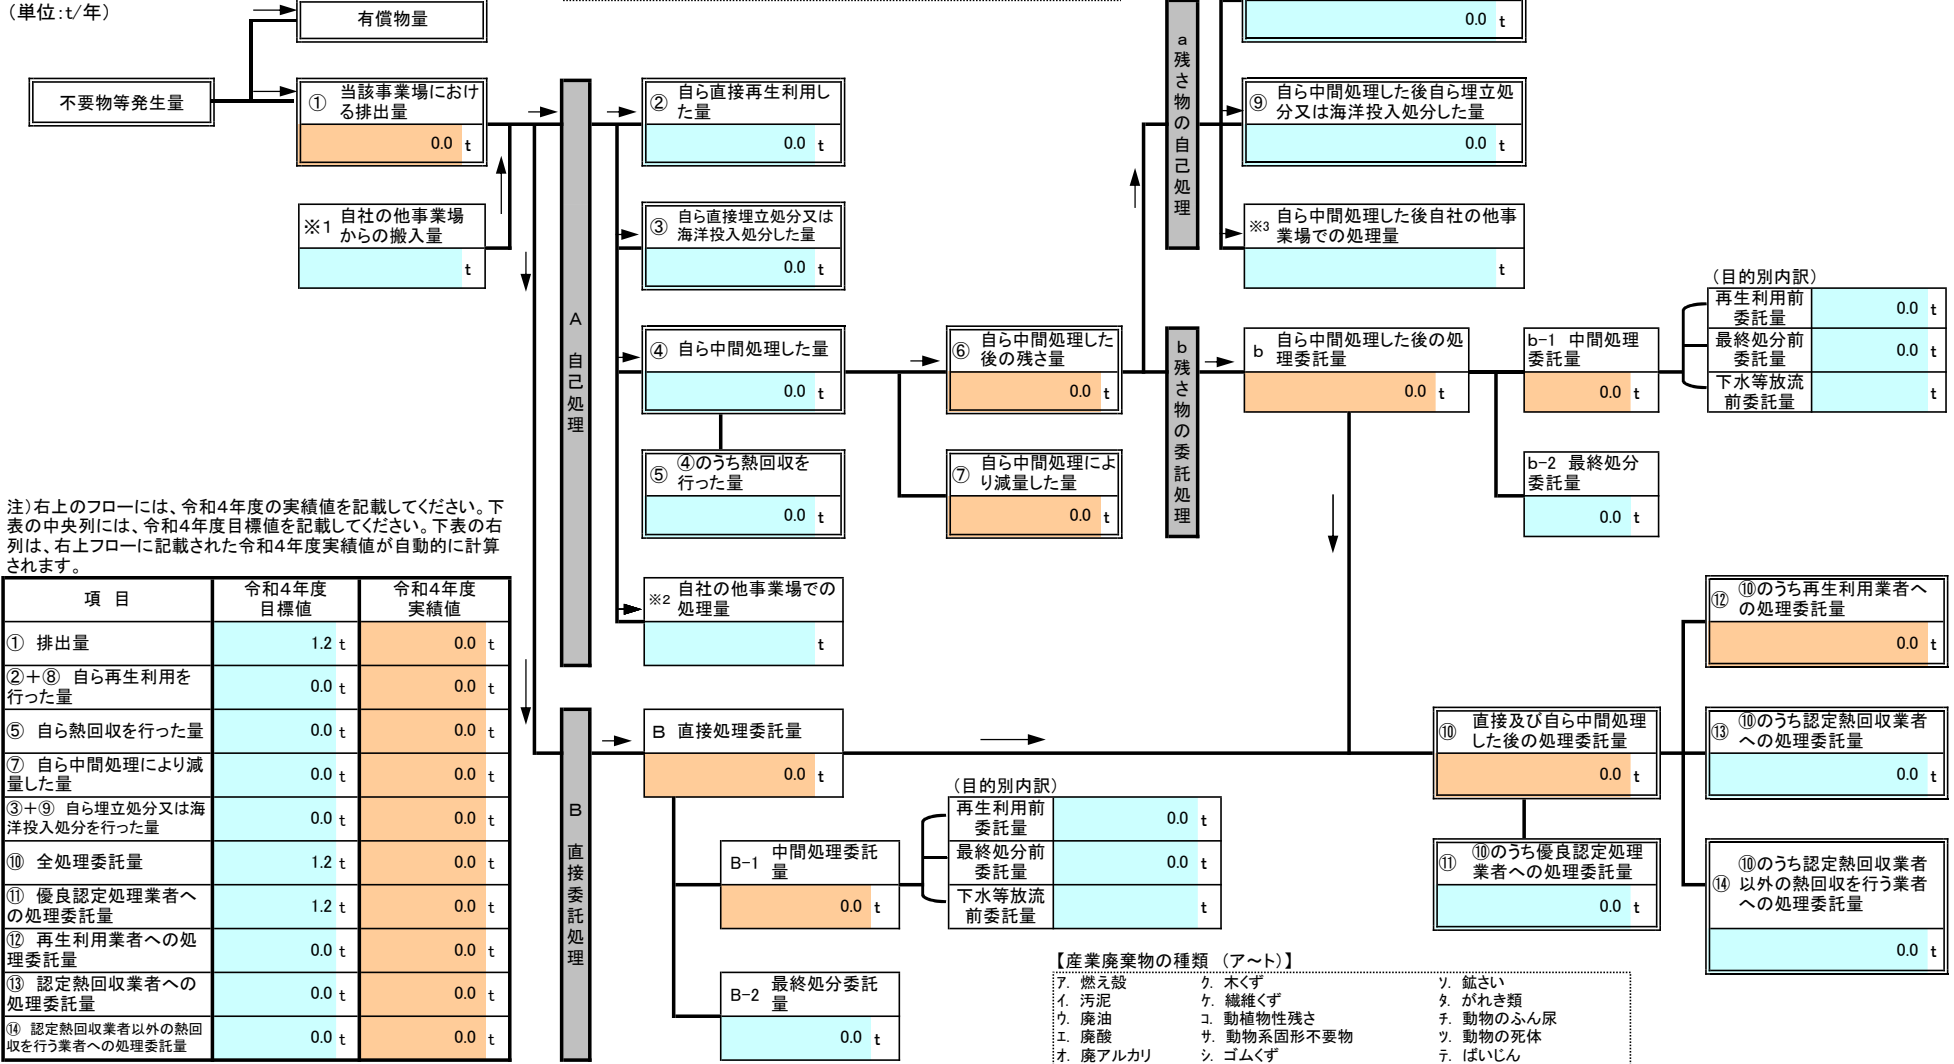 （単位：t/年）
有償物量
不要物等発生量
① 当該事業場におけ
る排出量
0.0 t
※1 自社の他事業場
からの搬入量
t
A 自己処理
② 自ら直接再生利用し
た量
0.0 t
③ 自ら直接埋立処分又は
海洋投入処分した量
0.0 t
④ 自ら中間処理した量
0.0 t
⑤ ④のうち熱回収を
行った量
0.0 t
※2 自社の他事業場での
処理量
t
⑥ 自ら中間処理した
後の残さ量
0.0 t
⑦ 自ら中間処理によ
り減量した量
0.0 t
a 残さ物の自己処理
0.0 t
⑨ 自ら中間処理した後自ら埋立処
分又は海洋投入処分した量
0.0 t
※3 自ら中間処理した後自社の他事
業場での処理量
t
b 残さ物の委託処理
b 自ら中間処理した後の処
理委託量
0.0 t
b-1 中間処理
委託量
0.0 t
（目的別内訳）
再生利用前
委託量
0.0 t
最終処分前
委託量
0.0 t
下水等放流
前委託量
t
b-2 最終処分
委託量
0.0 t
注）右上のフローには、令和４年度の実績値を記載してください。下
表の中央列には、令和４年度目標値を記載してください。下表の右
列は、右上フローに記載された令和４年度実績値が自動的に計算
されます。
項 目 令和４年度
目標値 令和４年度
実績値
① 排出量 1.2 t 0.0 t
②＋⑧ 自ら再生利用を
行った量 0.0 t 0.0 t
⑤ 自ら熱回収を行った量 0.0 t 0.0 t
⑦ 自ら中間処理により減
量した量 0.0 t 0.0 t
③＋⑨ 自ら埋立処分又は海
洋投入処分を行った量 0.0 t 0.0 t
⑩ 全処理委託量 1.2 t 0.0 t
⑪ 優良認定処理業者へ
の処理委託量 1.2 t 0.0 t
⑫ 再生利用業者への処
理委託量 0.0 t 0.0 t
⑬ 認定熱回収業者への
処理委託量 0.0 t 0.0 t
⑭ 認定熱回収業者以外の熱回
収を行う業者への処理委託量 0.0 t 0.0 t
B 直接委託処理
B 直接処理委託量
0.0 t
B-1 中間処理委託
量
0.0 t
（目的別内訳）
再生利用前
委託量
0.0 t
最終処分前
委託量
0.0 t
下水等放流
前委託量
t
B-2 最終処分委託
量
0.0 t
⑩ 直接及び自ら中間処理
した後の処理委託量
0.0 t
⑪ ⑩のうち優良認定処理
業者への処理委託量
0.0 t
⑫ ⑩のうち再生利用業者へ
の処理委託量
0.0 t
⑬ ⑩のうち認定熱回収業者
への処理委託量
0.0 t
⑭ ⑩のうち認定熱回収業者
以外の熱回収を行う業者
への処理委託量
0.0 t
【産業廃棄物の種類 （ア～ト）】
ア．燃え殻 ク．木くず ソ．鉱さい
イ．汚泥 ケ．繊維くず タ．がれき類
ウ．廃油 コ．動植物性残さ チ．動物のふん尿
エ．廃酸 サ．動物系固形不要物 ツ．動物の死体
オ．廃アルカリ シ．ゴムくず テ．ばいじん